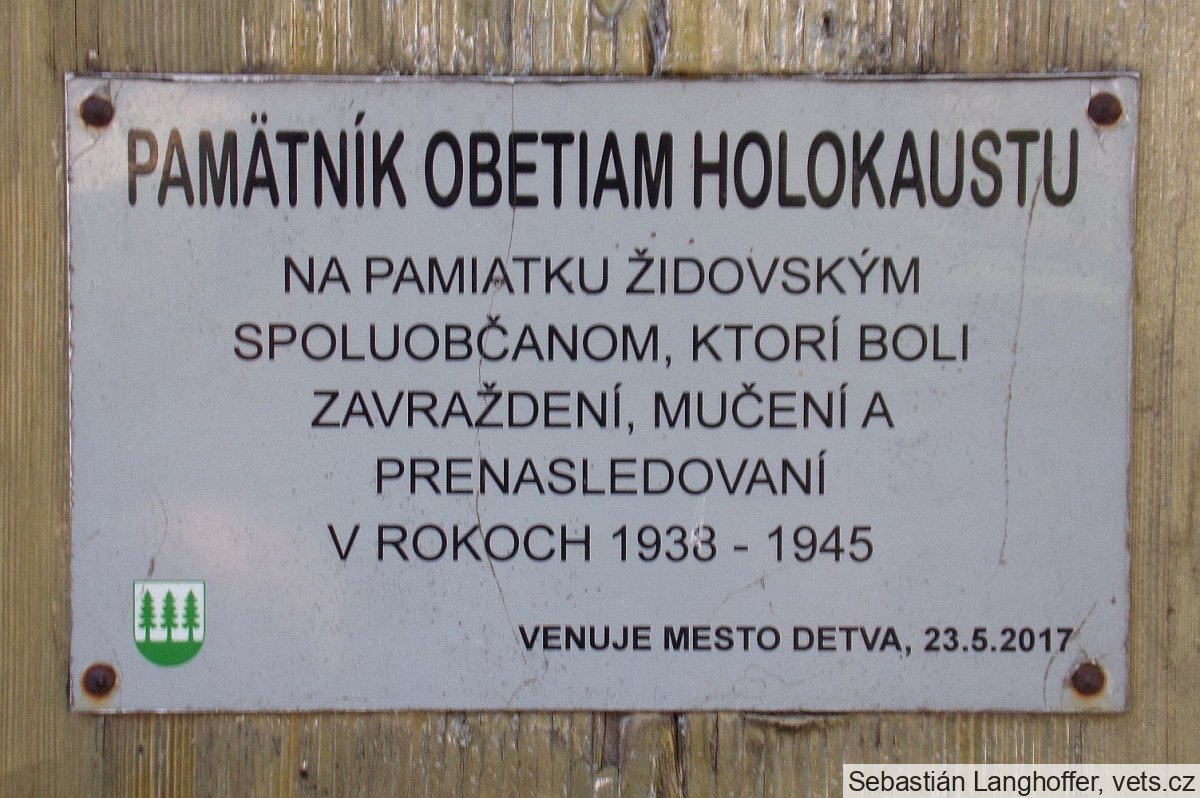 PAMÄTNÍK OBETIAM HOLOKAUSTU
NA PAMIATKU ŽIDOVSKÝM
SPOLUOBČANOM, KTORÍ BOLI
ZAVRAŽDENÍ, MUČENÍ A
PRENASLEDOVANÍ
V ROKOCH 1938 - 1945
VENUJE MESTO DETVA, 23.5.2017
Sebastián Langhoffer, vets.cz